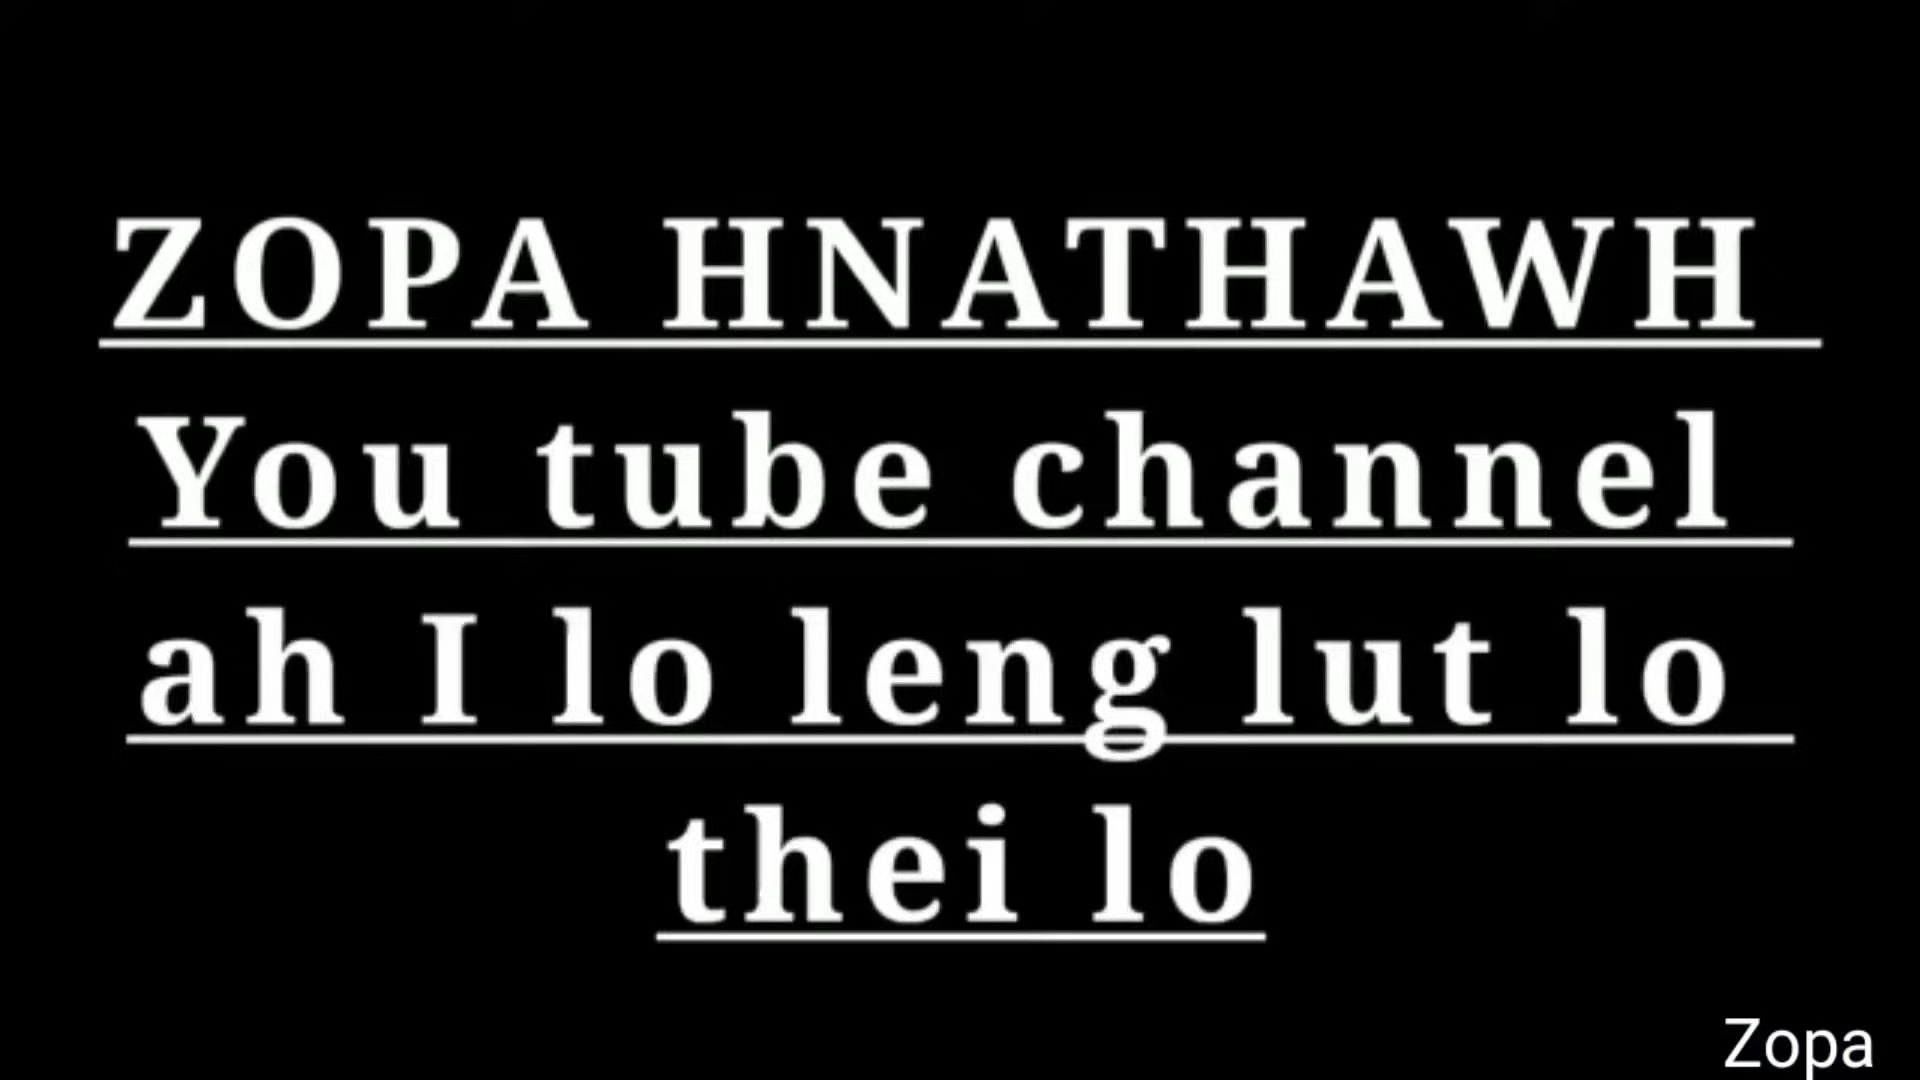 ZOPA HNATHAWH
You tube channel
ah I lo leng lut lo
thei lo
Zopa